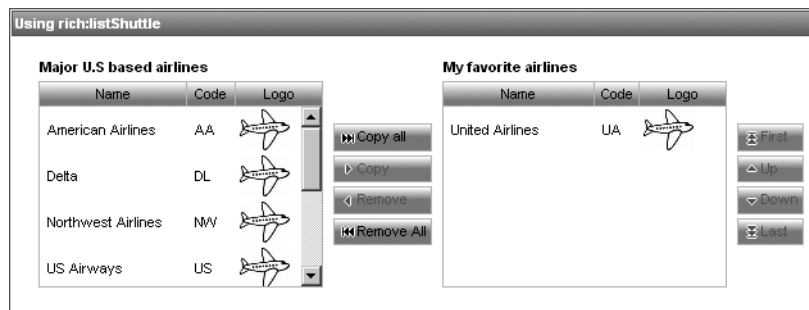 Using rich:listShuttle
Major U.S based airlines
My favorite airlines
Name Code Logo
Name Code Logo
American Airlines AA
United Airlines UA
Delta DL
Northwest Airlines NW
US Airways US
Copy all
Copy
Remove
Remove All
First
Up
Down
Last